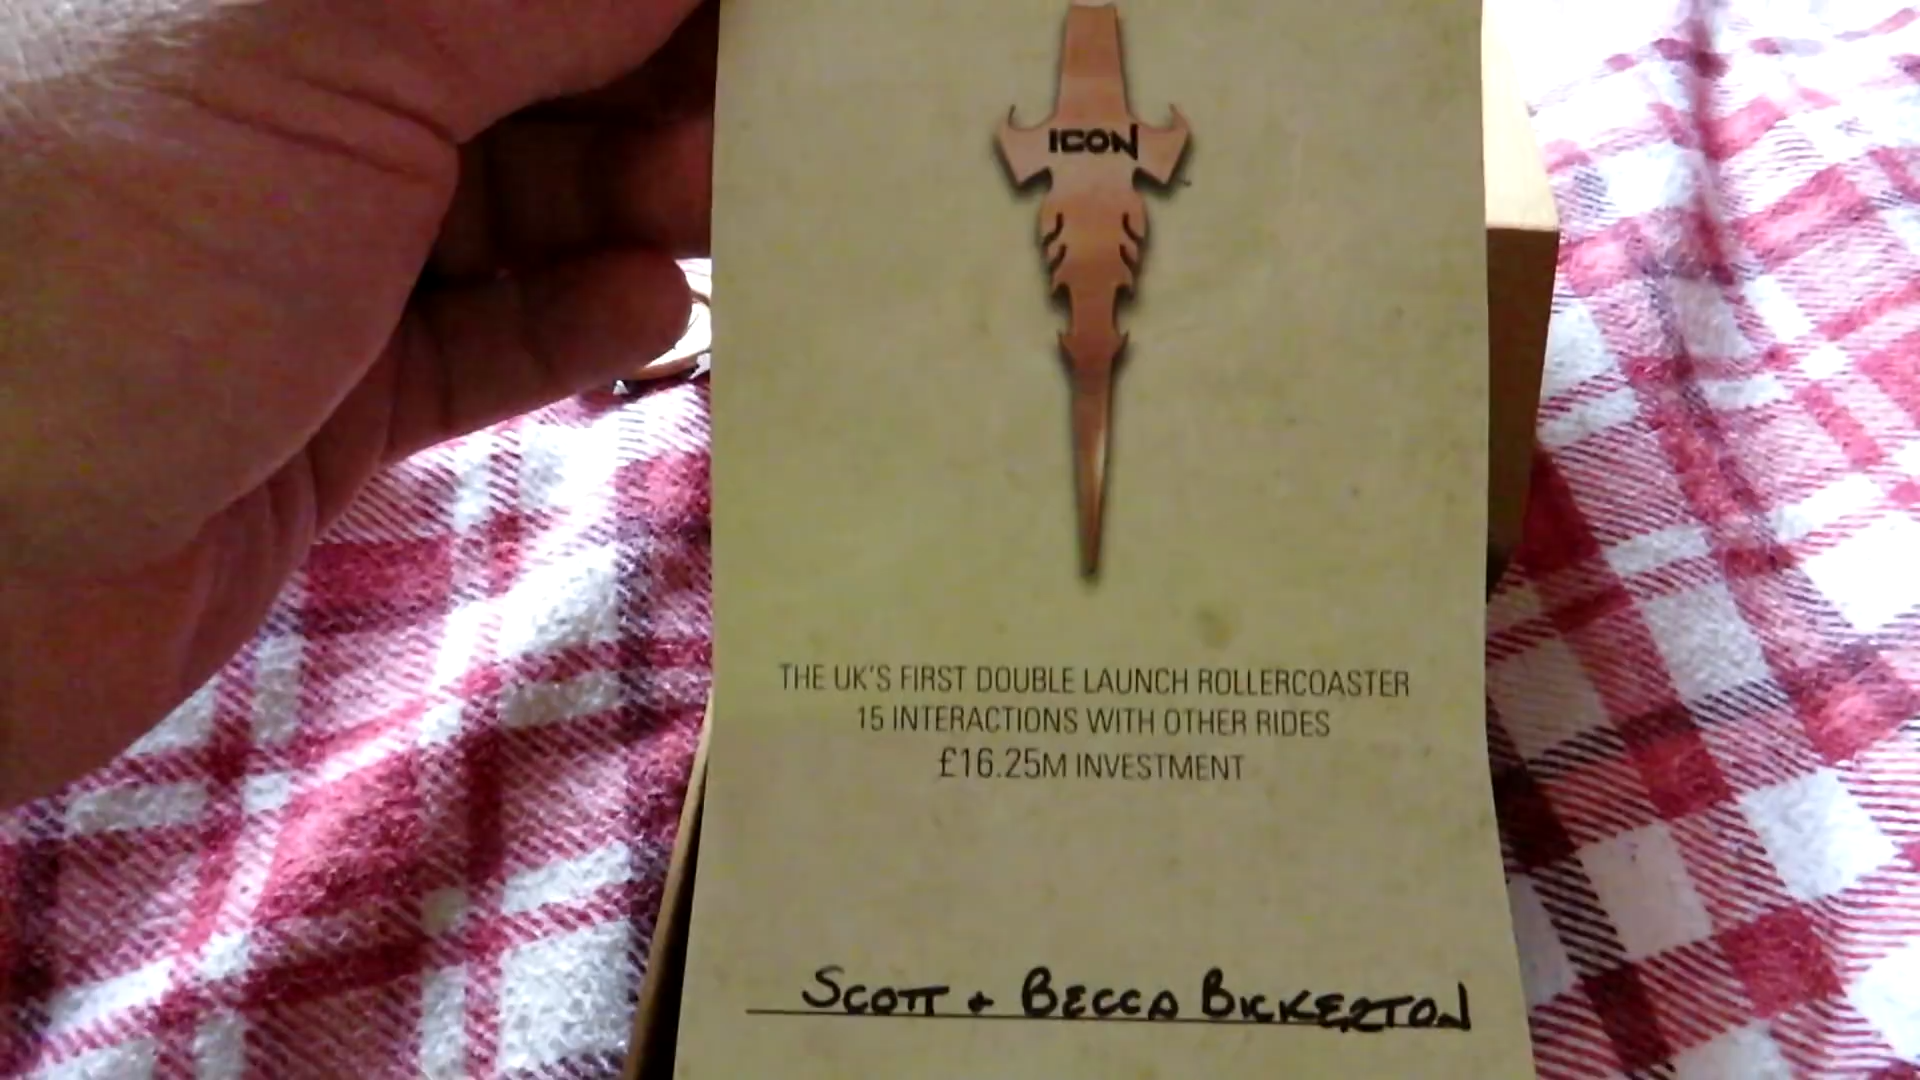 ICON
THE UK'S FIRST DOUBLE LAUNCH ROLLERCOASTER
15 INTERACTIONS WITH OTHER RIDES
£16.25M INVESTMENT
SCOTT + BECCA BICKERTON